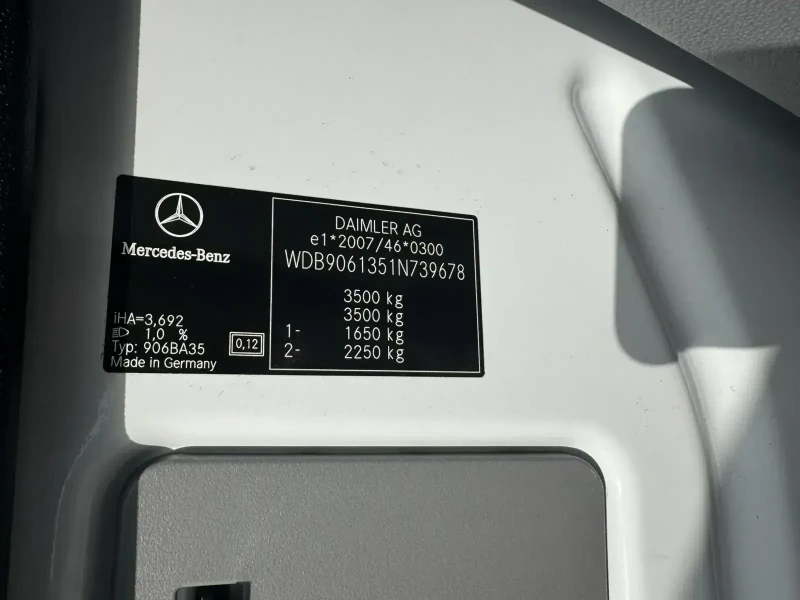 Mercedes-Benz
iHA=3,692
1,0 %
Typ: 906BA35
Made in Germany
0,12
DAIMLER AG
e1*2007/46*0300
WDB9061351N739678
3500 kg
3500 kg
1- 1650 kg
2- 2250 kg